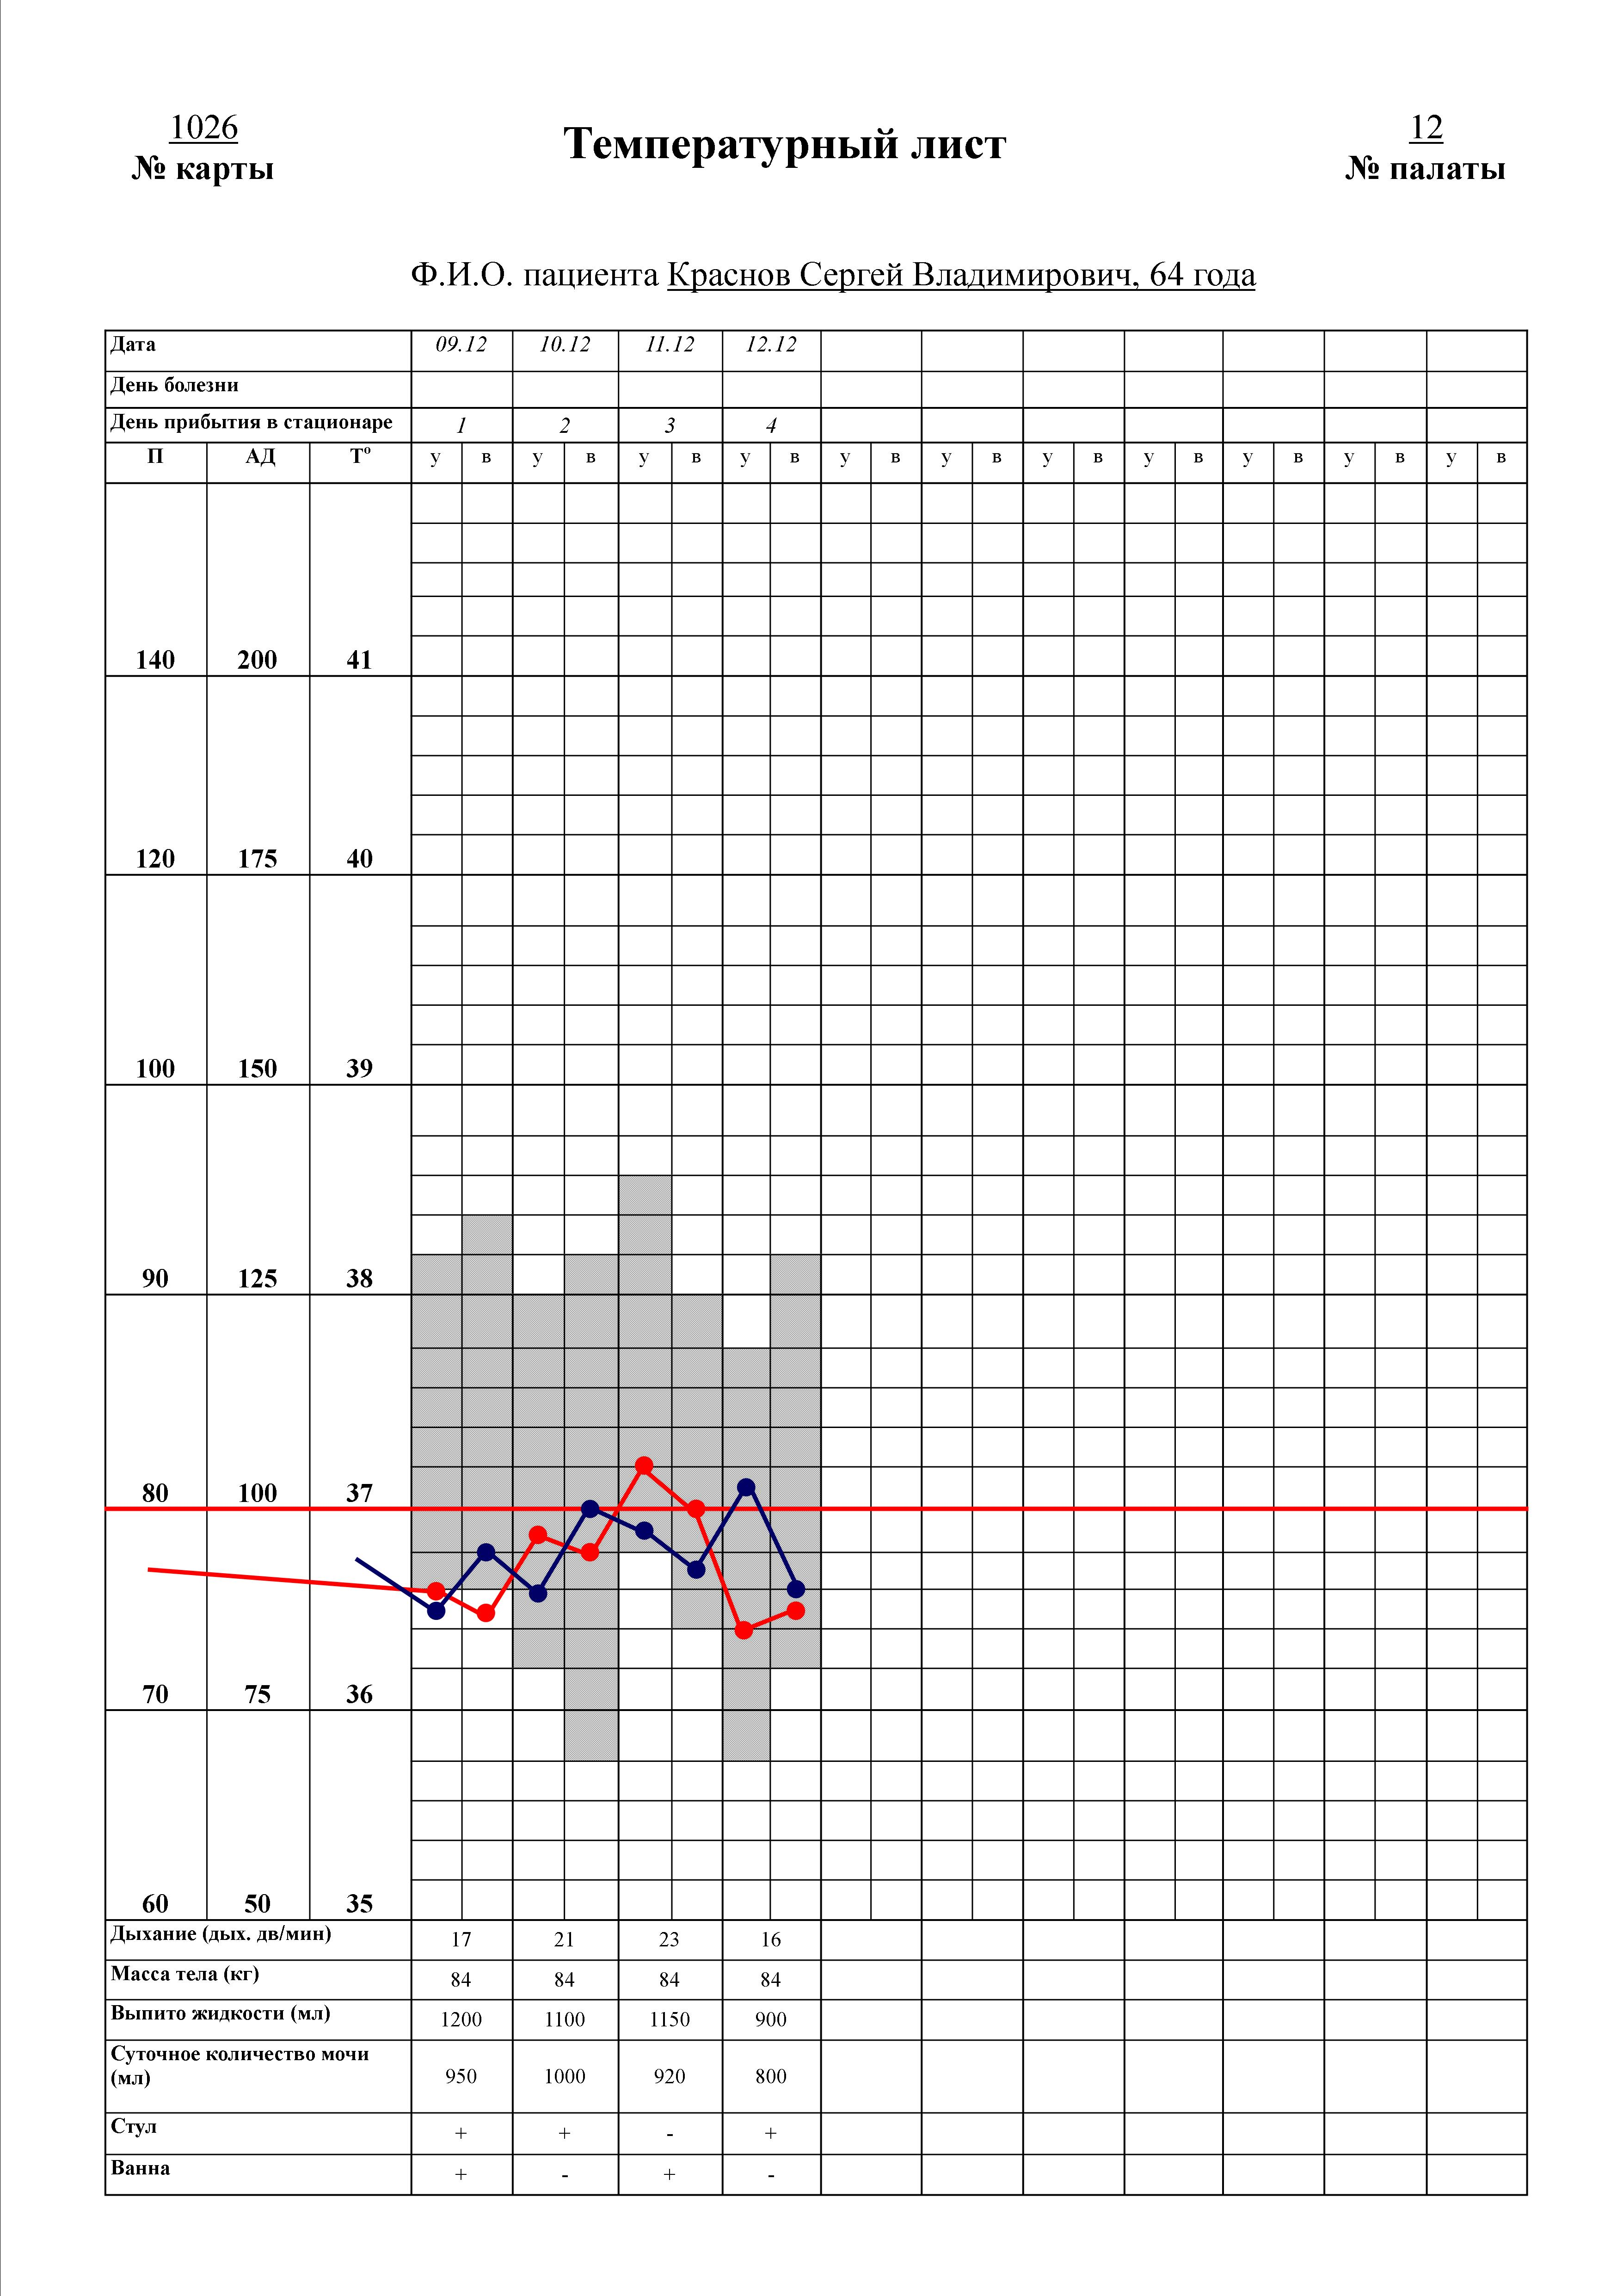 1026
№ карты
Температурный лист
12
№ палаты
Ф.И.О. пациента Краснов Сергей Владимирович, 64 года
Дата 09.12 10.12 11.12 12.12
День болезни
День прибытия в стационаре 1 2 3 4
П АД Tº у в у в у в у в у в у в у в у в у в у в у в
140 200 41
120 175 40
100 150 39
90 125 38
80 100 37
70 75 36
60 50 35
Дыхание (дых. дв/мин) 17 21 23 16
Масса тела (кг) 84 84 84 84
Выпито жидкости (мл) 1200 1100 1150 900
Суточное количество мочи
(мл) 950 1000 920 800
Стул + + - +
Ванна + - + -